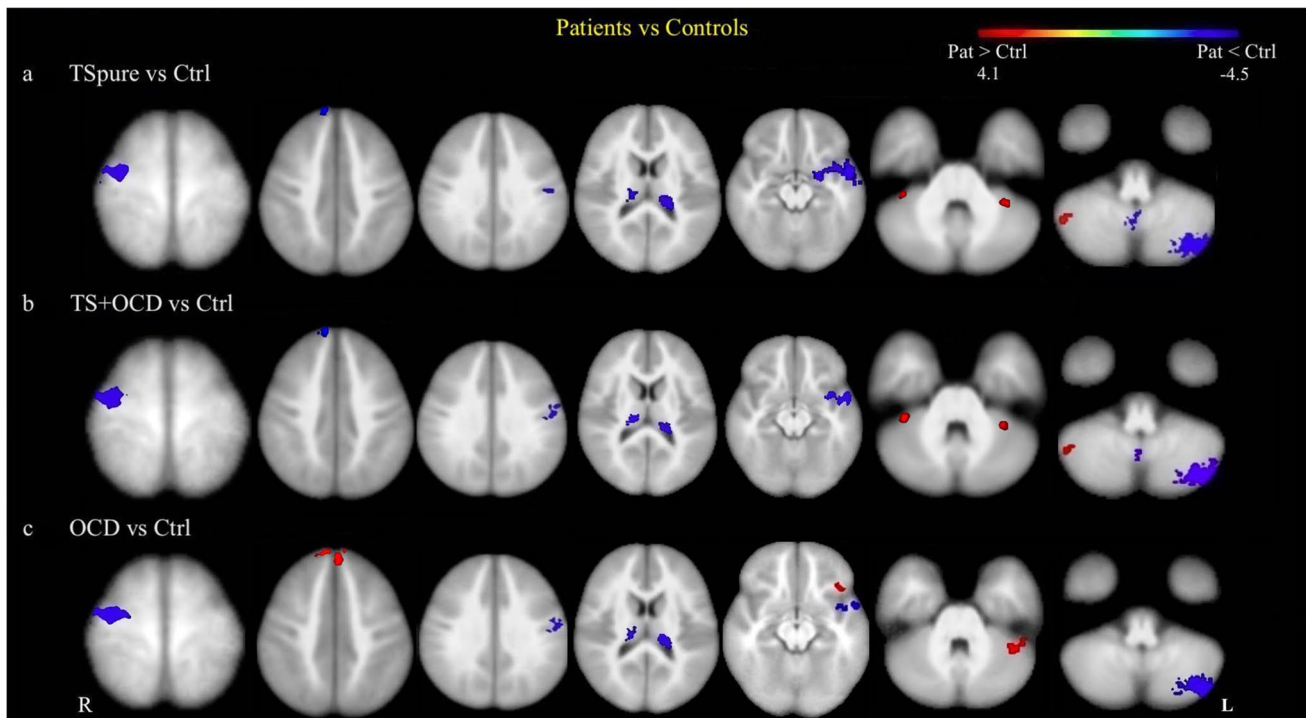 Patients vs Controls
Pat > Ctrl Pat < Ctrl
4.1 -4.5
a TSpure vs Ctrl
b TS+OCD vs Ctrl
c OCD vs Ctrl
R L